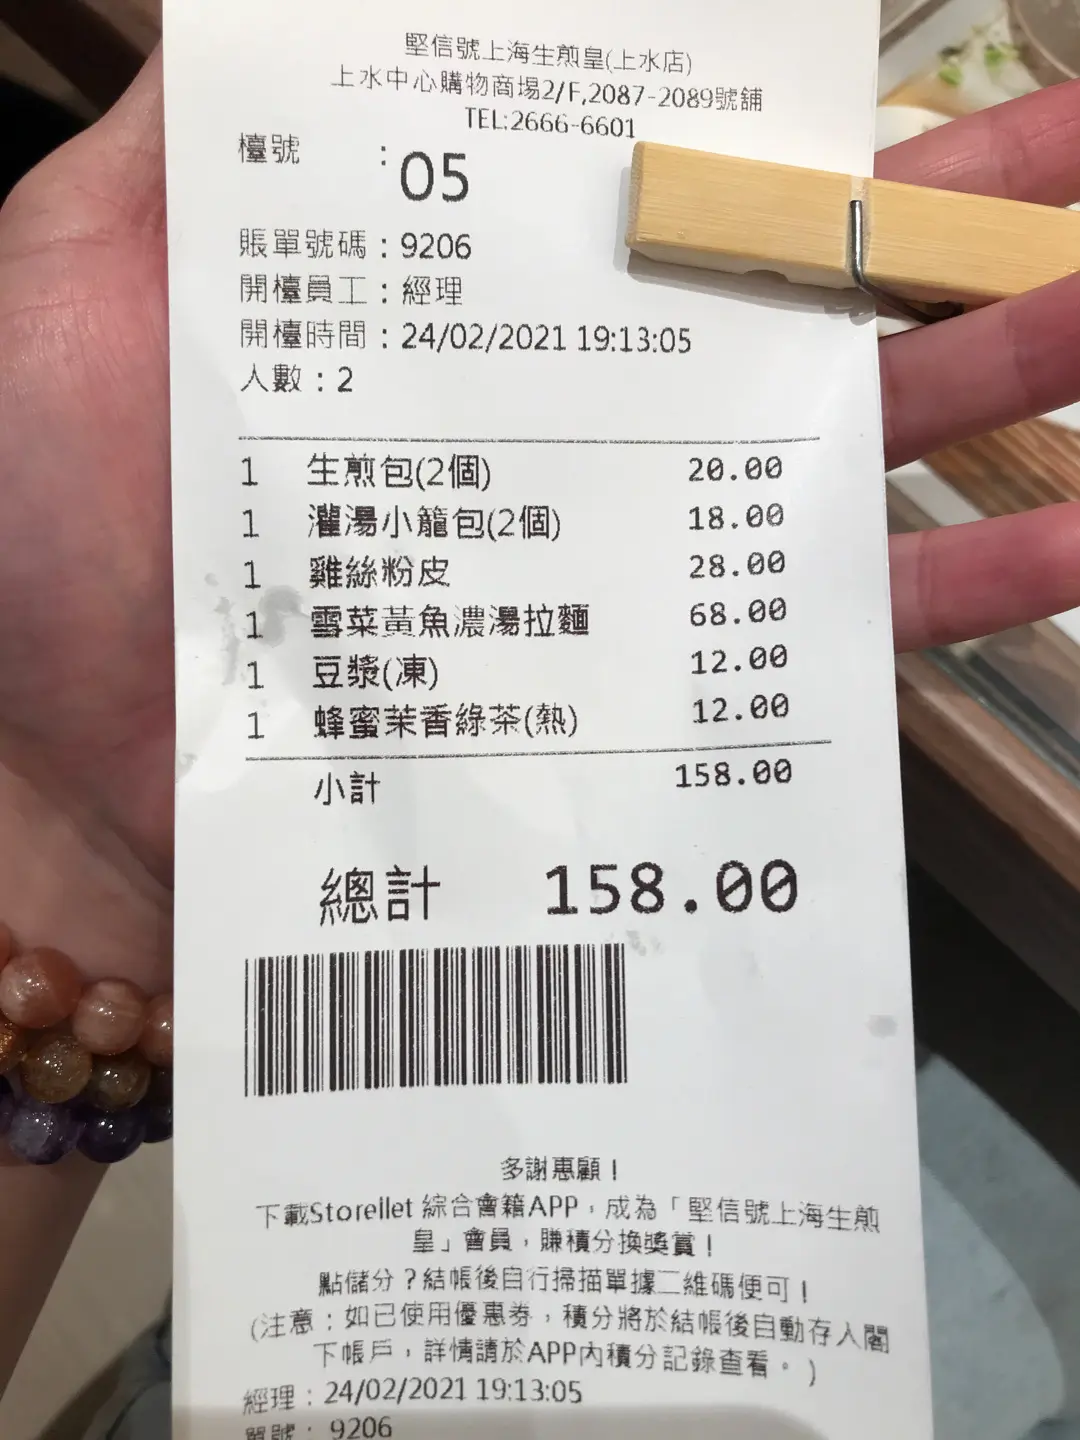 堅信號上海生煎皇(上水店)
上水中心購物商場2/F,2087-2089號舖
TEL:2666-6601
檯號 : 05
賬單號碼 : 9206
開檯員工 : 經理
開檯時間 : 24/02/2021 19:13:05
人數 : 2
1 生煎包(2個) 20.00
1 灌湯小籠包(2個) 18.00
1 雞絲粉皮 28.00
1 雪菜黃魚濃湯拉麵 68.00
1 豆漿(凍) 12.00
1 蜂蜜茉香綠茶(熱) 12.00
小計 158.00
總計 158.00
多謝惠顧！
下載Storellet 綜合會籍APP，成為「堅信號上海生煎
皇」會員，賺積分換獎賞！
點儲分？結帳後自行掃描單據二維碼便可！
(注意：如已使用優惠券，積分將於結帳後自動存入閣
下帳戶，詳情請於APP內積分記錄查看。)
經理 : 24/02/2021 19:13:05
單號 : 9206